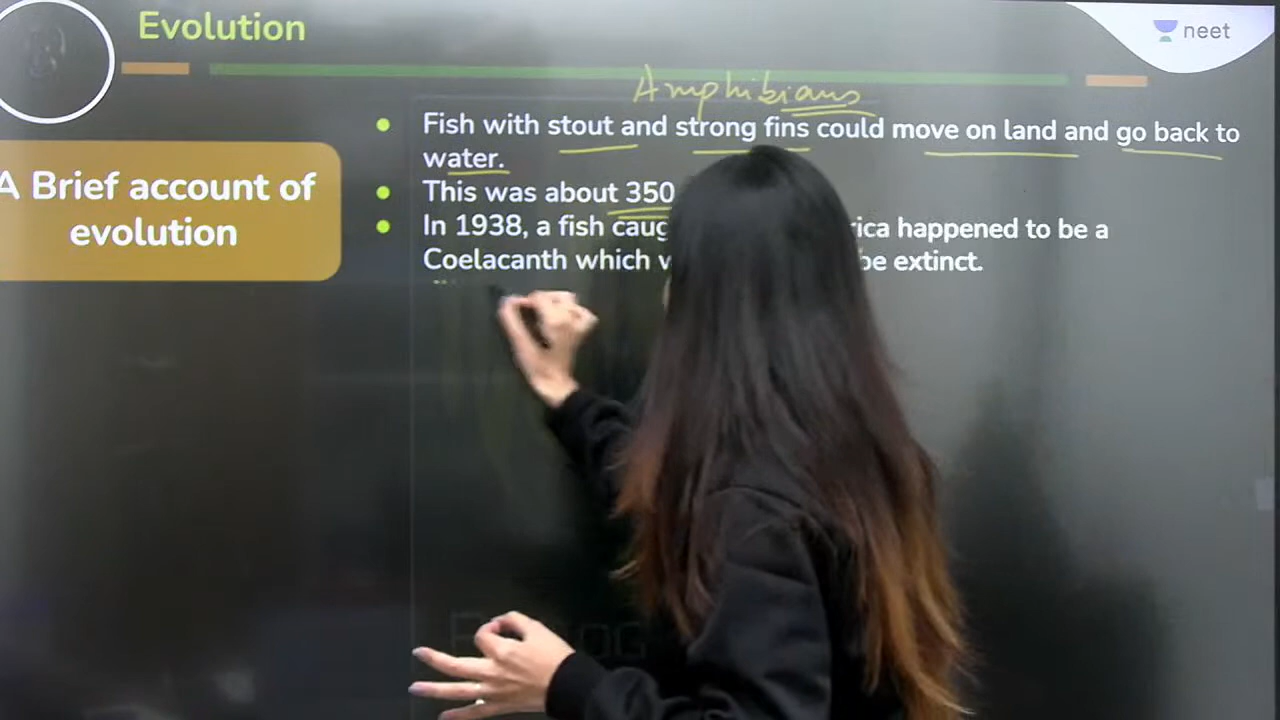 Evolution
neet
Amphibians
Fish with stout and strong fins could move on land and go back to
water.
A Brief account of
evolution
This was about 350
In 1938, a fish caug rica happened to be a
Coelacanth which w be extinct.